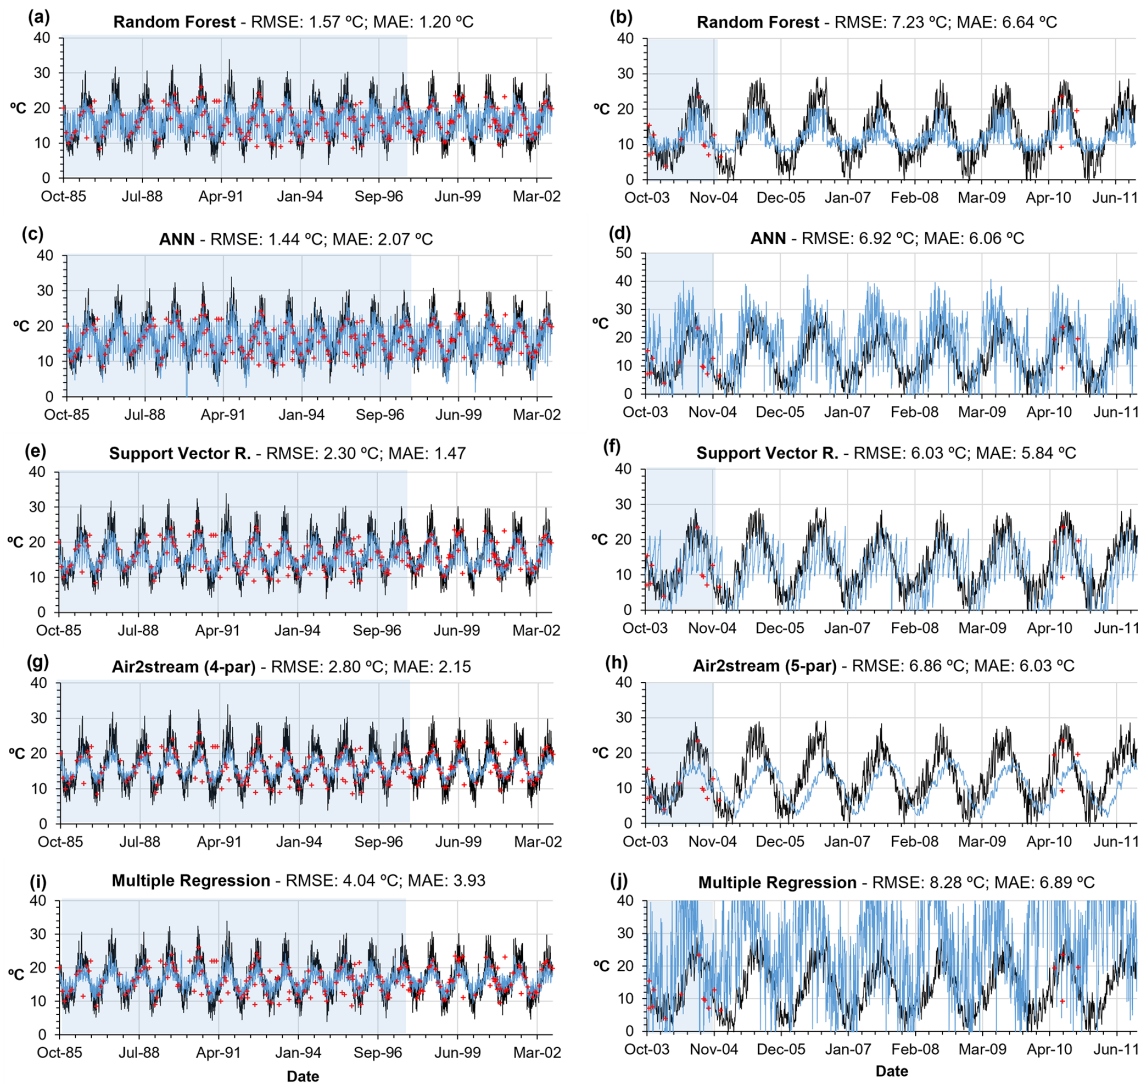 (a) Random Forest - RMSE: 1.57 ºC; MAE: 1.20 ºC
40
30
ºC
20
10
0
Oct-85 Jul-88 Apr-91 Jan-94 Sep-96 Jun-99 Mar-02
(b) Random Forest - RMSE: 7.23 ºC; MAE: 6.64 ºC
40
30
ºC
20
10
0
Oct-03 Nov-04 Dec-05 Jan-07 Feb-08 Mar-09 Apr-10 Jun-11
(c) ANN - RMSE: 1.44 ºC; MAE: 2.07 ºC
40
30
ºC
20
10
0
Oct-85 Jul-88 Apr-91 Jan-94 Sep-96 Jun-99 Mar-02
(d) ANN - RMSE: 6.92 ºC; MAE: 6.06 ºC
50
40
30
ºC
20
10
0
Oct-03 Nov-04 Dec-05 Jan-07 Feb-08 Mar-09 Apr-10 Jun-11
(e) Support Vector R. - RMSE: 2.30 ºC; MAE: 1.47
40
30
ºC
20
10
0
Oct-85 Jul-88 Apr-91 Jan-94 Sep-96 Jun-99 Mar-02
(f) Support Vector R. - RMSE: 6.03 ºC; MAE: 5.84 ºC
40
30
ºC
20
10
0
Oct-03 Nov-04 Dec-05 Jan-07 Feb-08 Mar-09 Apr-10 Jun-11
(g) Air2stream (4-par) - RMSE: 2.80 ºC; MAE: 2.15
40
30
ºC
20
10
0
Oct-85 Jul-88 Apr-91 Jan-94 Sep-96 Jun-99 Mar-02
(h) Air2stream (5-par) - RMSE: 6.86 ºC; MAE: 6.03 ºC
40
30
ºC
20
10
0
Oct-03 Nov-04 Dec-05 Jan-07 Feb-08 Mar-09 Apr-10 Jun-11
(i) Multiple Regression - RMSE: 4.04 ºC; MAE: 3.93
40
30
ºC
20
10
0
Oct-85 Jul-88 Apr-91 Jan-94 Sep-96 Jun-99 Mar-02
Date
(j) Multiple Regression - RMSE: 8.28 ºC; MAE: 6.89 ºC
40
30
ºC
20
10
0
Oct-03 Nov-04 Dec-05 Jan-07 Feb-08 Mar-09 Apr-10 Jun-11
Date